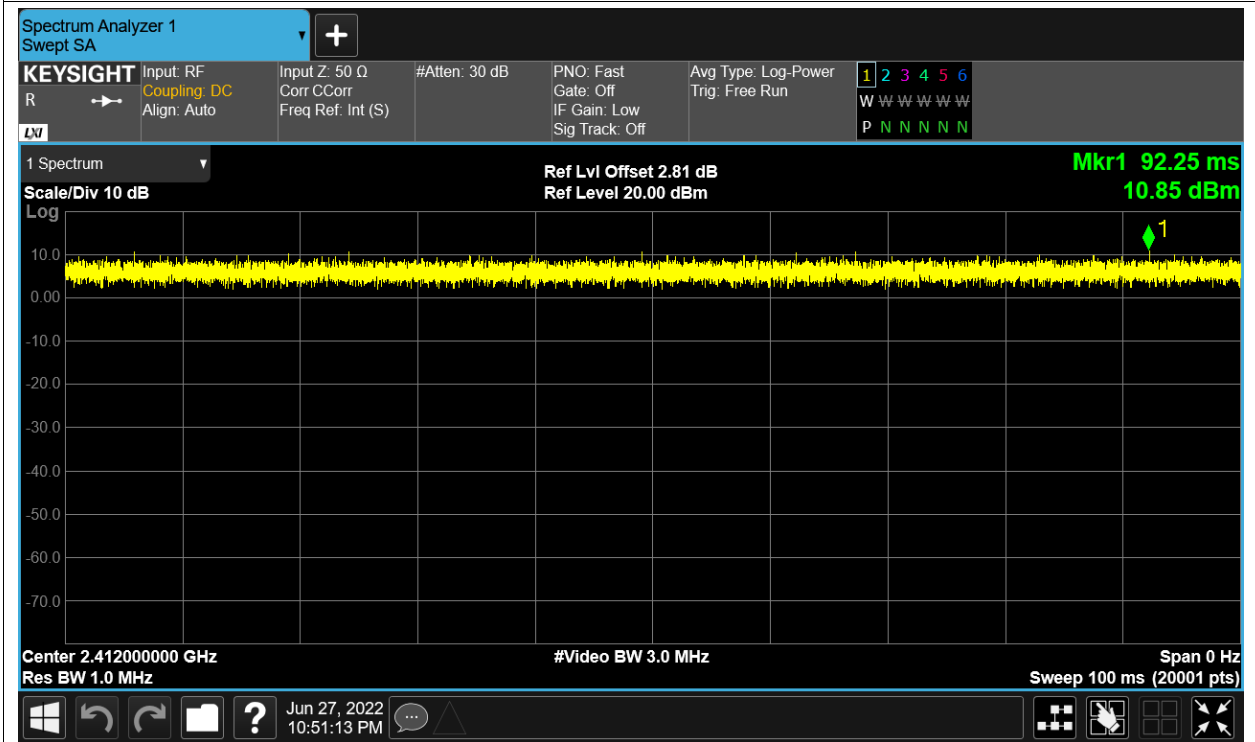 Spectrum Analyzer 1
Swept SA
+
KEYSIGHT
R
LXI
Input: RF
Coupling: DC
Align: Auto
Input Z: 50 Ω
Corr CCorr
Freq Ref: Int (S)
#Atten: 30 dB
PNO: Fast
Gate: Off
IF Gain: Low
Sig Track: Off
Avg Type: Log-Power
Trig: Free Run
1 2 3 4 5 6
W W W W W W
P N N N N N
1 Spectrum
Scale/Div 10 dB
Log
Ref Lvl Offset 2.81 dB
Ref Level 20.00 dBm
Mkr1 92.25 ms
10.85 dBm
1
10.0
0.00
-10.0
-20.0
-30.0
-40.0
-50.0
-60.0
-70.0
Center 2.412000000 GHz
Res BW 1.0 MHz
#Video BW 3.0 MHz
Span 0 Hz
Sweep 100 ms (20001 pts)
?
Jun 27, 2022
10:51:13 PM